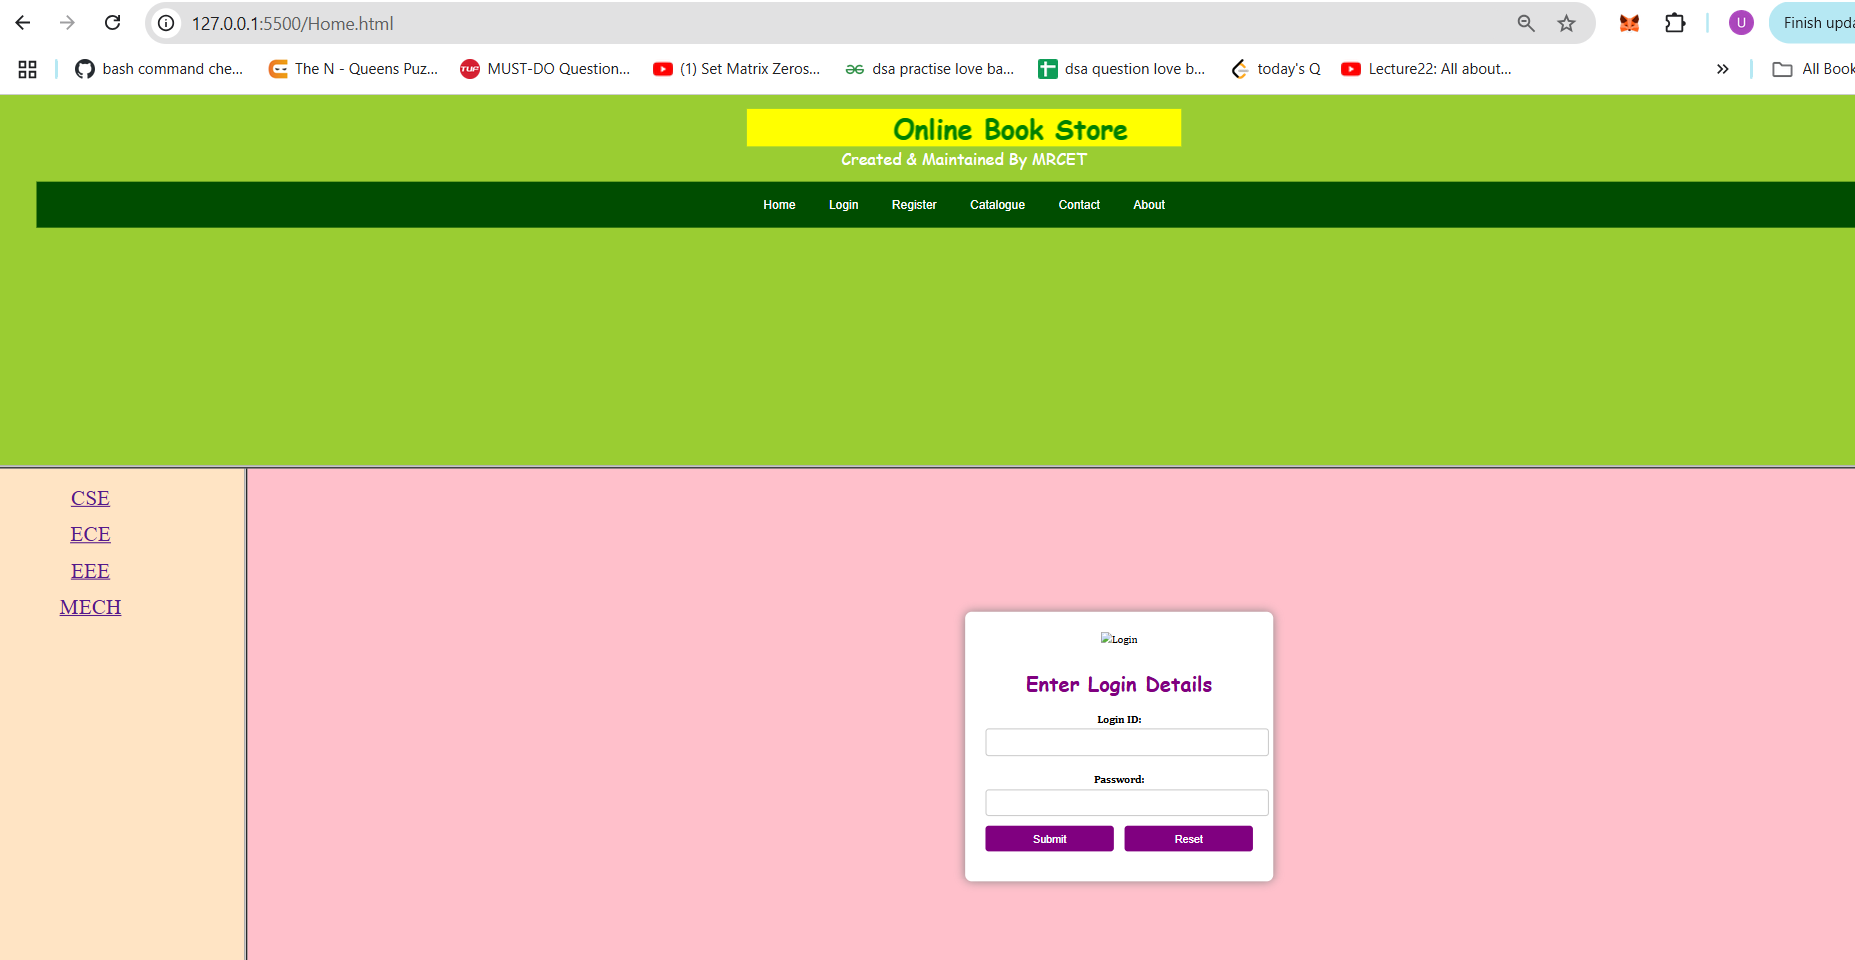 127.0.0.1:5500/Home.html
U
Finish upda
bash command che...
The N - Queens Puz...
TUF
MUST-DO Question...
(1) Set Matrix Zeros...
dsa practise love ba...
dsa question love b...
today's Q
Lecture22: All about...
All Book
Online Book Store
Created & Maintained By MRCET
Home Login Register Catalogue Contact About
CSE
ECE
EEE
MECH
Login
Enter Login Details
Login ID:
Password:
Submit Reset